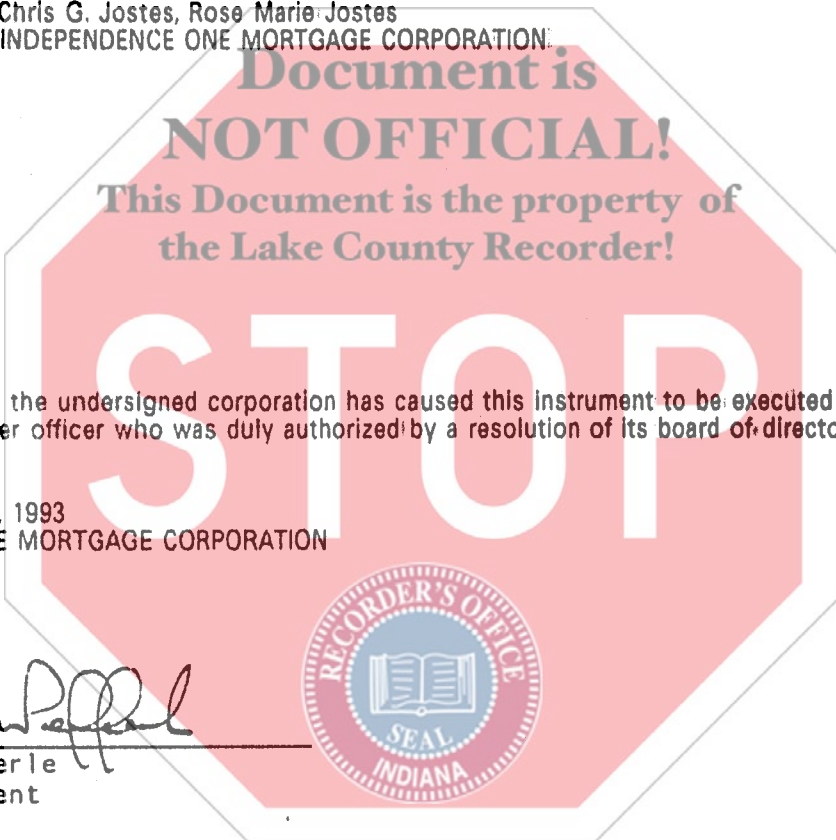 Chris G. Jostes, Rose Marie Jostes
INDEPENDENCE ONE MORTGAGE CORPORATION
Document is
NOT OFFICIAL!
This Document is the property of
the Lake County Recorder!
STOP
the undersigned corporation has caused this instrument to be executed
er officer who was duly authorized by a resolution of its board of directo
, 1993
E MORTGAGE CORPORATION
RECORDER'S OFFICE
SEAL
INDIANA
erle
ent